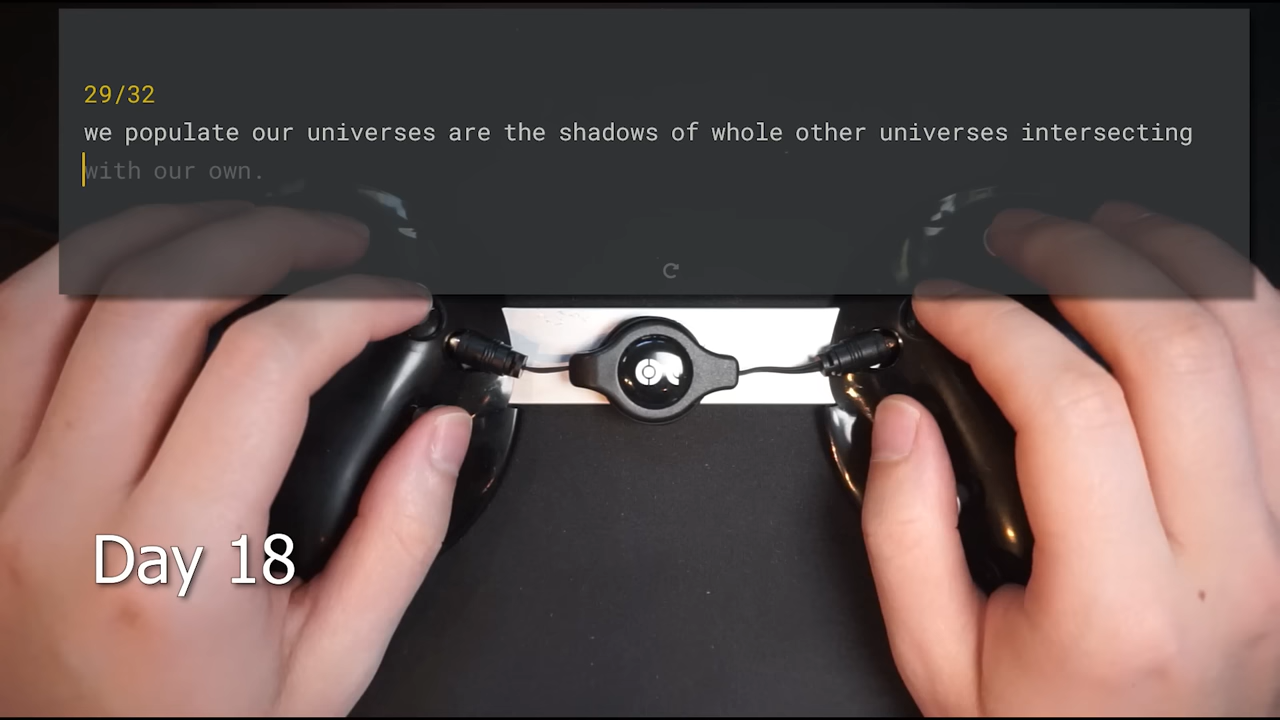 29/32
we populate our universes are the shadows of whole other universes intersecting
with our own.
Day 18